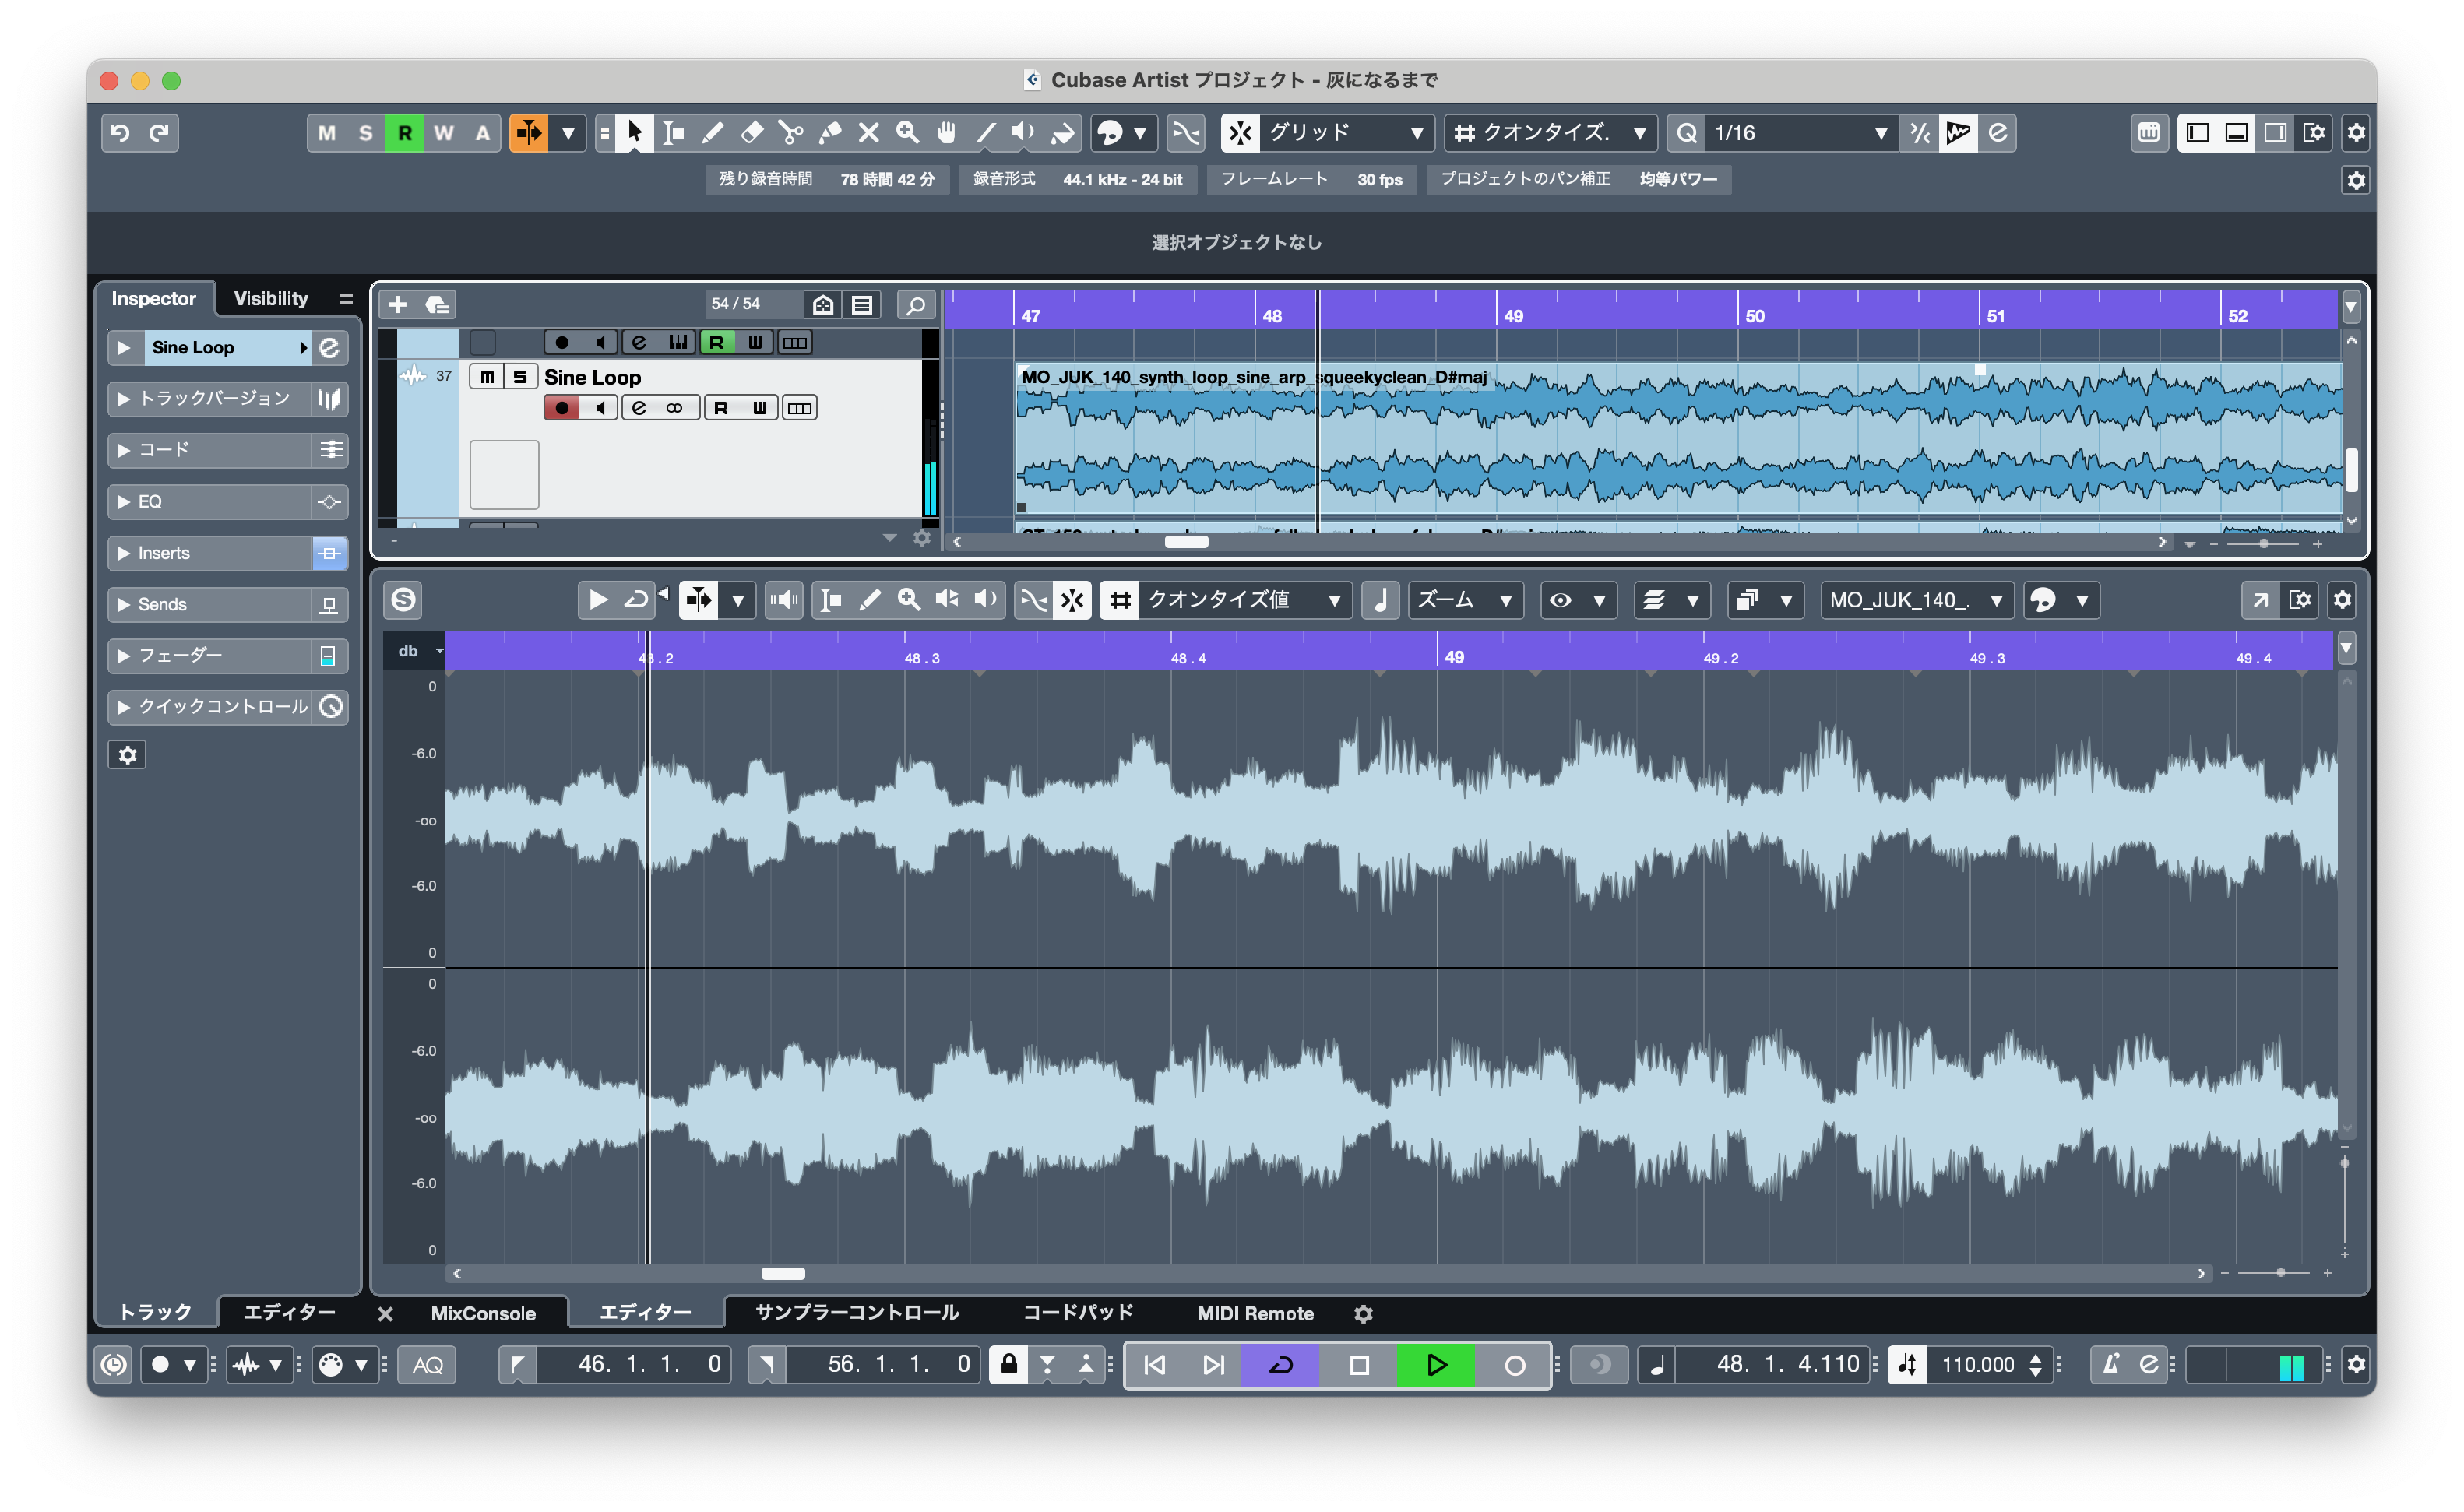 Cubase Artist プロジェクト - 灰になるまで
M S R W A グリッド クオンタイズ. Q 1/16
残り録音時間 78 時間 42 分 録音形式 44.1 kHz - 24 bit フレームレート 30 fps プロジェクトのパン補正 均等パワー
選択オブジェクトなし
Inspector Visibility
Sine Loop
トラックバージョン
コード
EQ
Inserts
Sends
フェーダー
クイックコントロール
54 / 54
R W
37 M S Sine Loop
R W
47 48 49 50 51 52
MO_JUK_140_synth_loop_sine_arp_squeekyclean_D#maj
S クオンタイズ値 ズーム MO_JUK_140_.
db 48.2 48.3 48.4 49 49.2 49.3 49.4
0
-6.0
-oo
-6.0
0
0
-6.0
-oo
-6.0
0
トラック エディター MixConsole エディター サンプラーコントロール コードパッド MIDI Remote
AQ 46. 1. 1. 0 56. 1. 1. 0 48. 1. 4.110 110.000